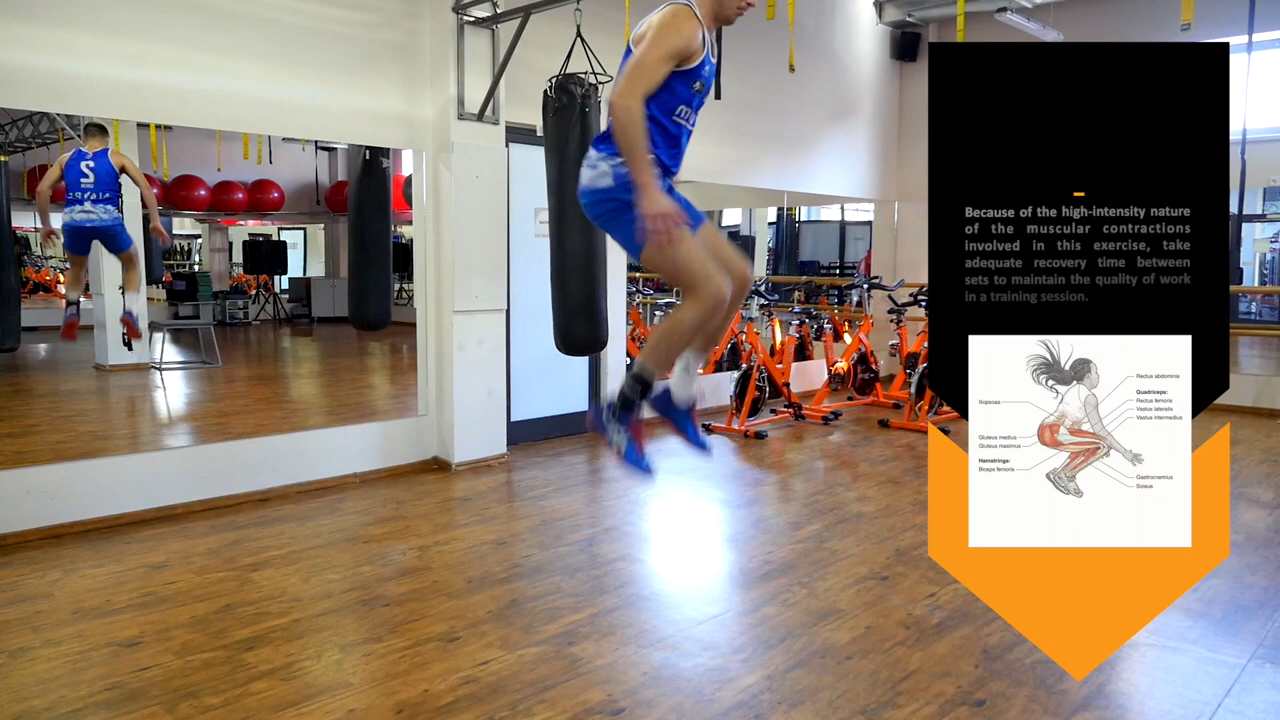 2
Because of the high-intensity nature
of the muscular contractions
involved in this exercise, take
adequate recovery time between
sets to maintain the quality of work
in a training session.
Rectus abdominis
Quadriceps:
Iliopsoas
Rectus femoris
Vastus lateralis
Vastus intermedius
Gluteus medius
Gluteus maximus
Hamstrings:
Biceps femoris
Gastrocnemius
Soleus